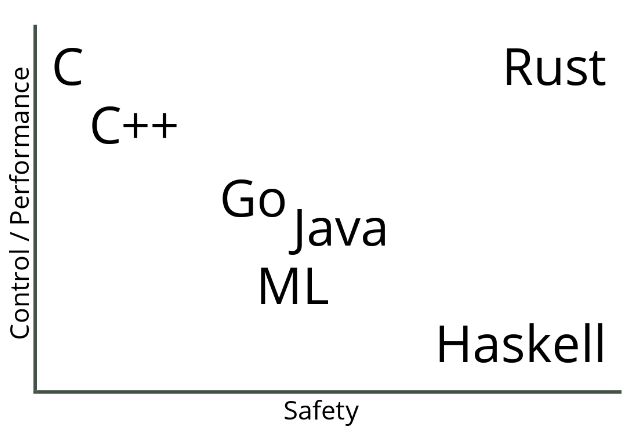 C
Rust
C++
Go
Java
ML
Haskell
Control / Performance
Safety